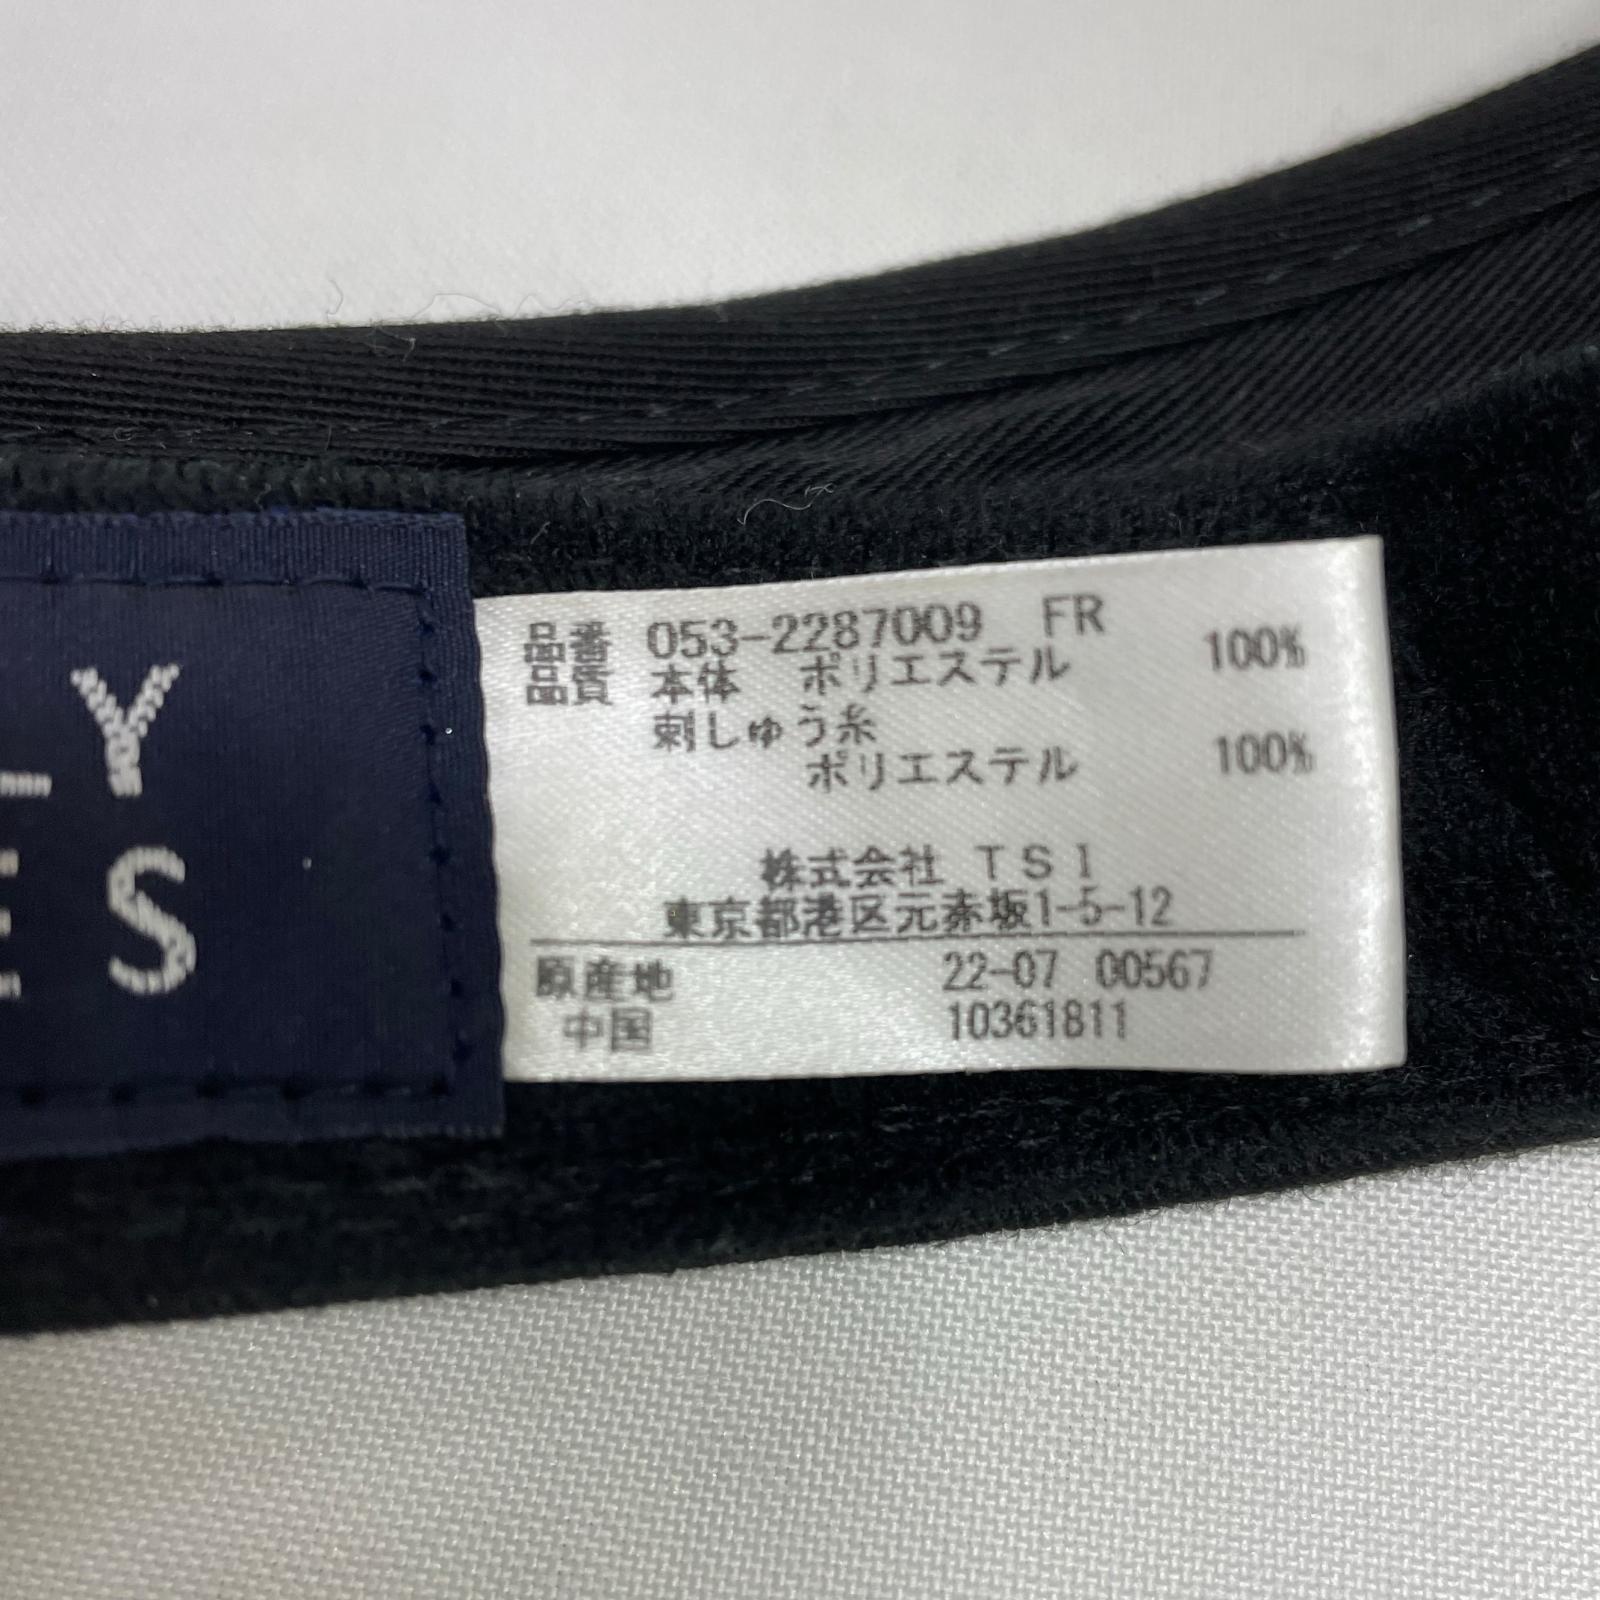 LY
ES
品番 053-2287009 FR
品質 本体 ポリエステル 100%
刺しゅう糸
ポリエステル 100%
株式会社 TSI
東京都港区元赤坂1-5-12
原産地 22-07 00567
中国 10361811